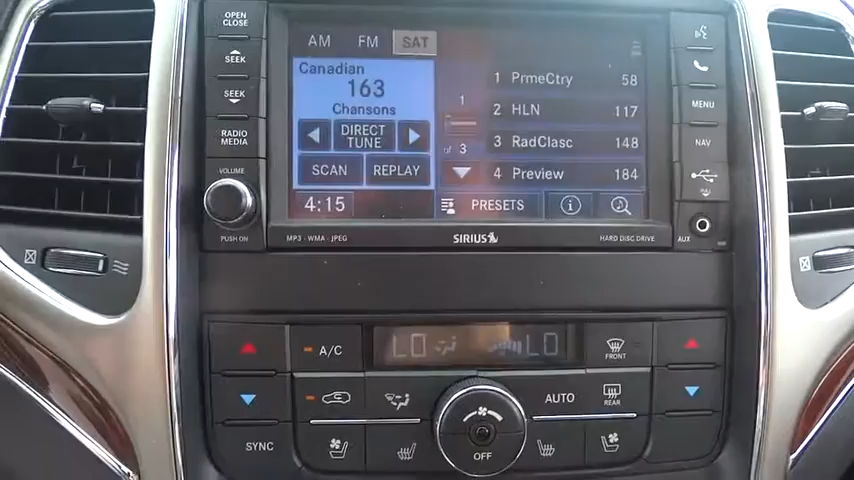 OPEN
CLOSE
SEEK
SEEK
RADIO
MEDIA
VOLUME
PUSH ON
AM FM SAT
Canadian
163
Chansons
DIRECT
TUNE
SCAN REPLAY
4:15
1
of 3
1 PrmeCtry 58
2 HLN 117
3 RadClasc 148
4 Preview 184
PRESETS
MP3 · WMA · JPEG
SIRIUS
HARD DISC DRIVE
MENU
NAV
AUX
A/C
LO LO
FRONT
AUTO
REAR
SYNC
OFF